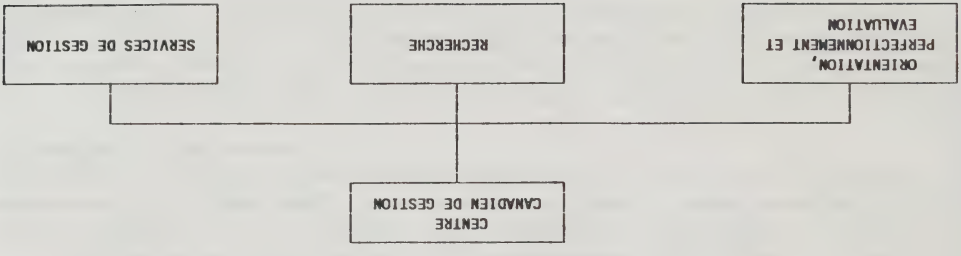 CENTRE
CANADIEN DE GESTION
ORIENTATION,
PERFECTIONNEMENT ET
EVALUATION
RECHERCHE
SERVICES DE GESTION